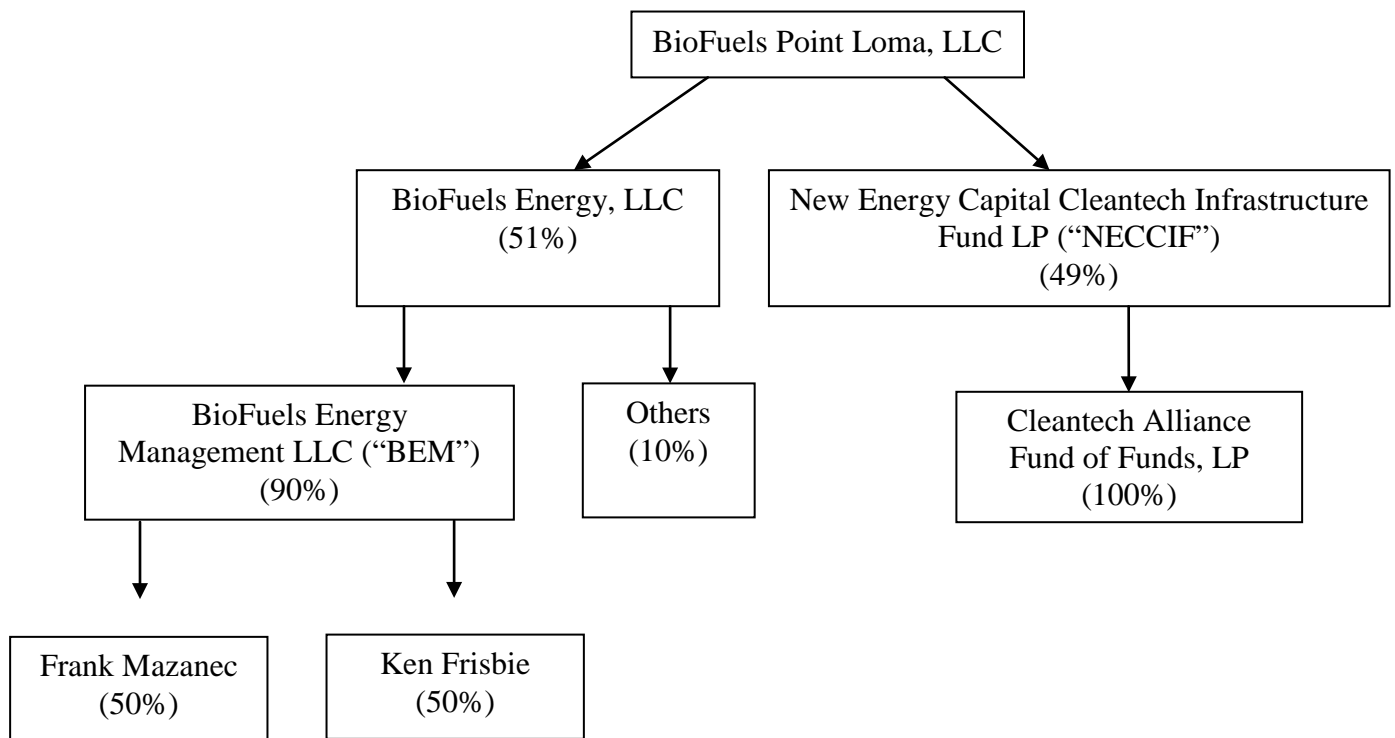 BioFuels Point Loma, LLC
BioFuels Energy, LLC
(51%)
New Energy Capital Cleantech Infrastructure
Fund LP (“NECCIF”)
(49%)
BioFuels Energy
Management LLC (“BEM”)
(90%)
Others
(10%)
Cleantech Alliance
Fund of Funds, LP
(100%)
Frank Mazanec
(50%)
Ken Frisbie
(50%)